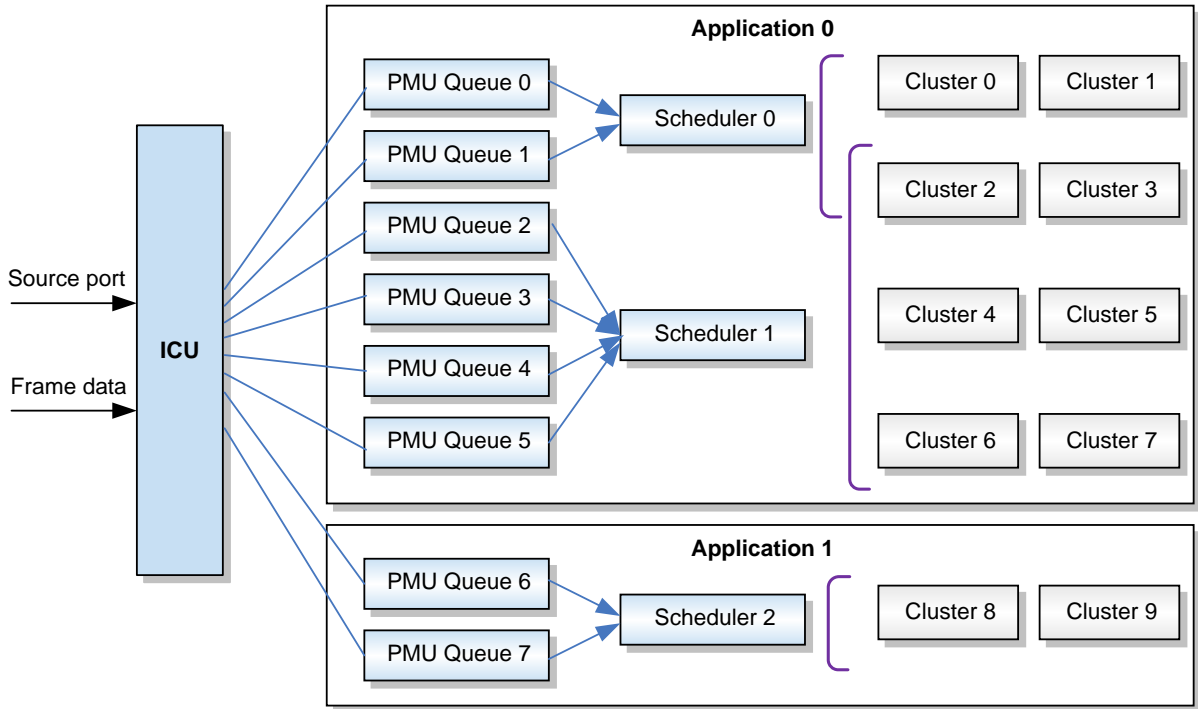 Application 0
PMU Queue 0
Scheduler 0
Cluster 0
Cluster 1
PMU Queue 1
PMU Queue 2
Cluster 2
Cluster 3
Source port
PMU Queue 3
Scheduler 1
Cluster 4
Cluster 5
ICU
PMU Queue 4
Frame data
PMU Queue 5
Cluster 6
Cluster 7
Application 1
PMU Queue 6
Scheduler 2
Cluster 8
Cluster 9
PMU Queue 7